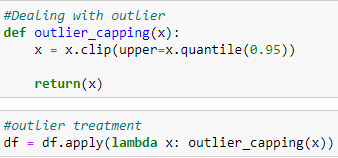 #Dealing with outlier
def outlier_capping(x):
    x = x.clip(upper=x.quantile(0.95))
    return(x)
#outlier treatment
df = df.apply(lambda x: outlier_capping(x))